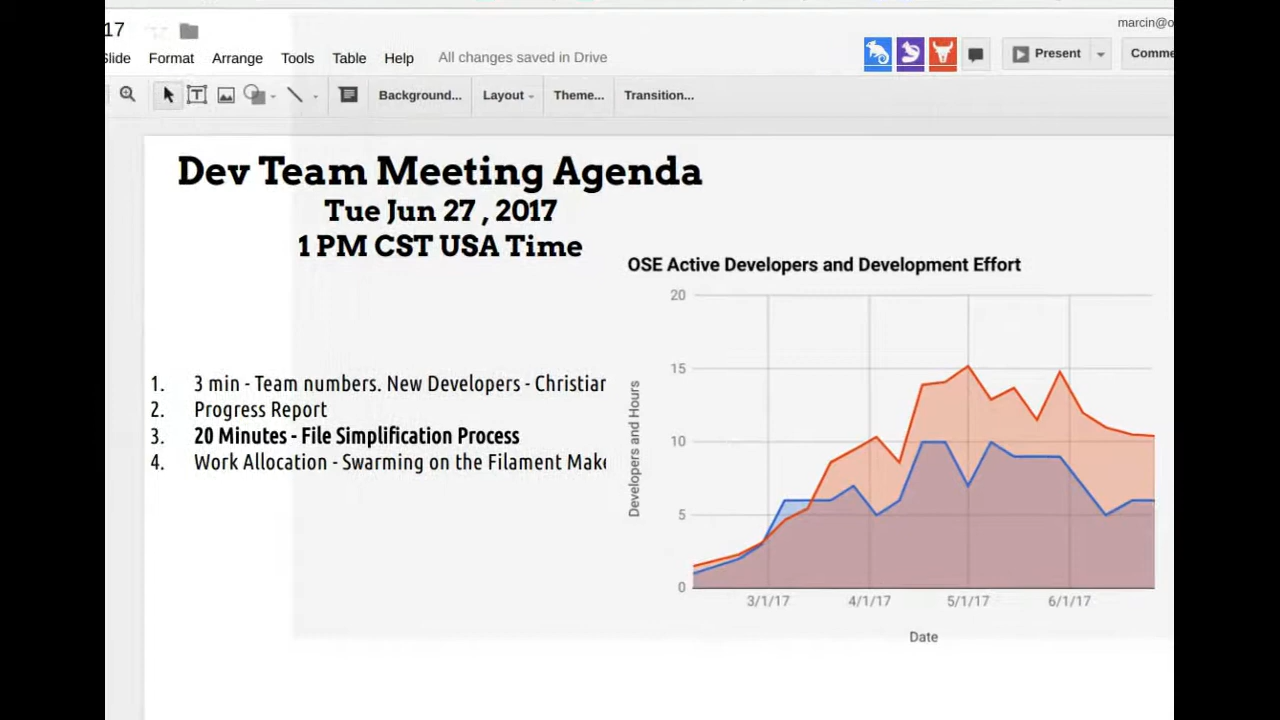 17
marcin@o
Slide Format Arrange Tools Table Help All changes saved in Drive
Present
Comme
Background... Layout Theme... Transition...
Dev Team Meeting Agenda
Tue Jun 27 , 2017
1 PM CST USA Time
OSE Active Developers and Development Effort
1. 3 min - Team numbers. New Developers - Christian
2. Progress Report
3. 20 Minutes - File Simplification Process
4. Work Allocation - Swarming on the Filament Make
Developers and Hours
20
15
10
5
0
3/1/17 4/1/17 5/1/17 6/1/17
Date